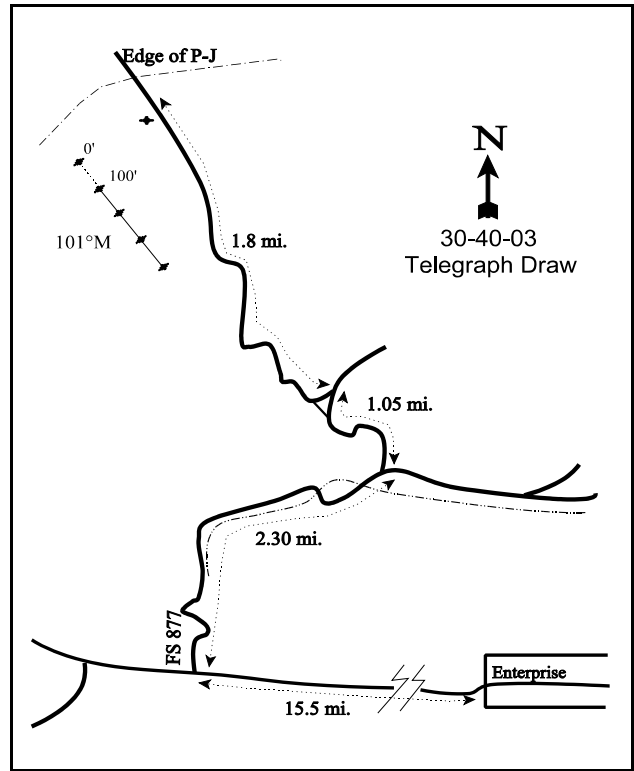 Edge of P-J
0'
100'
101°M
N
30-40-03
Telegraph Draw
1.8 mi.
1.05 mi.
2.30 mi.
FS 877
Enterprise
15.5 mi.